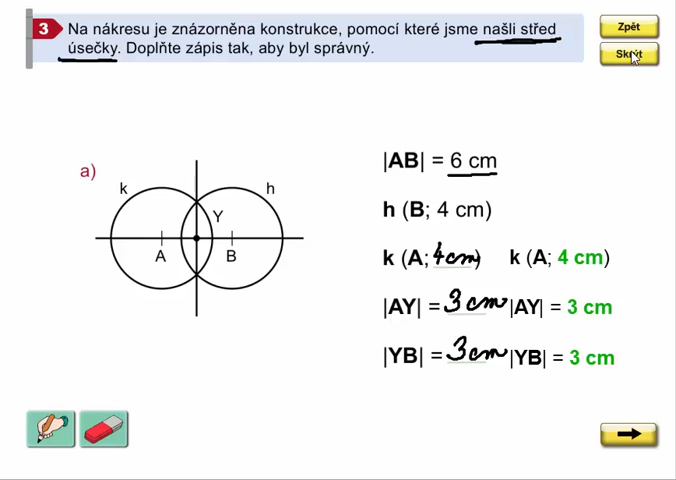 3 Na nákresu je znázorněna konstrukce, pomocí které jsme našli střed
úsečky. Doplňte zápis tak, aby byl správný.
Zpět
Skrýt
a)
k
h
Y
A
B
|AB| = 6 cm
h (B; 4 cm)
k (A; 4cm) k (A; 4 cm)
|AY| = 3 cm |AY| = 3 cm
|YB| = 3cm |YB| = 3 cm